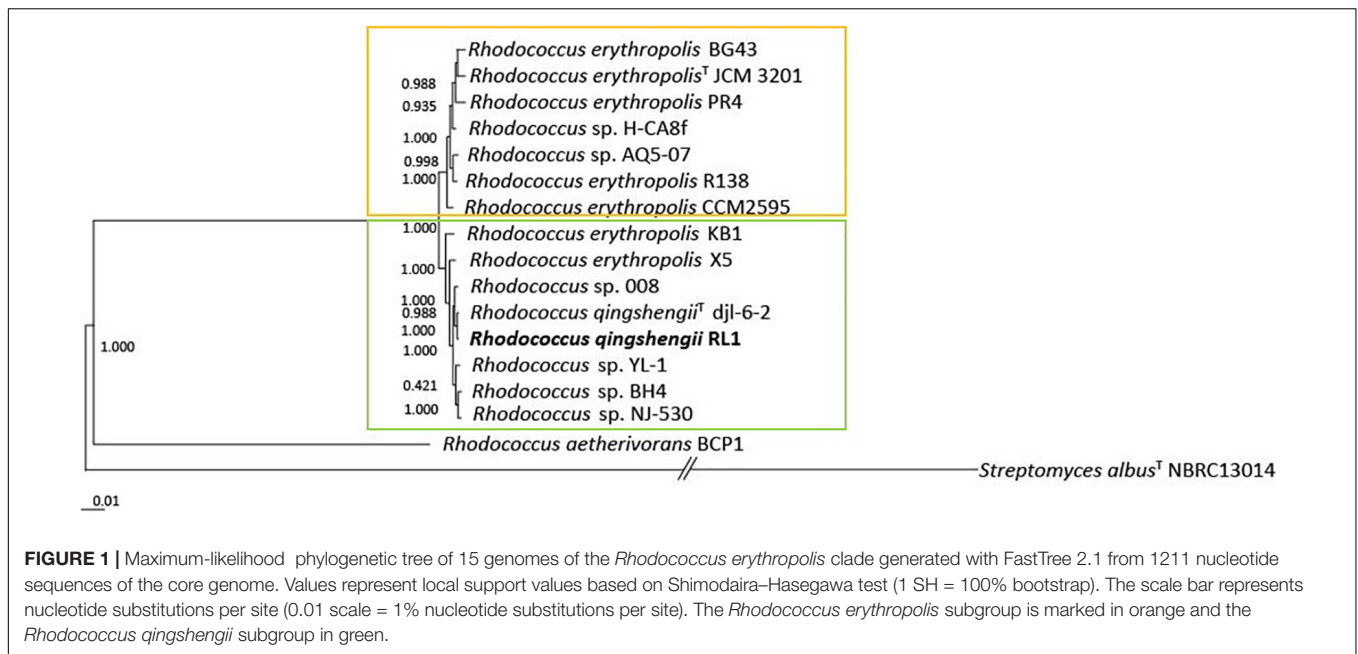 Rhodococcus erythropolis BG43
0.988
Rhodococcus erythropolisᵀ JCM 3201
0.935
Rhodococcus erythropolis PR4
1.000
Rhodococcus sp. H-CA8f
0.998
Rhodococcus sp. AQ5-07
1.000
Rhodococcus erythropolis R138
Rhodococcus erythropolis CCM2595
1.000
Rhodococcus erythropolis KB1
1.000
Rhodococcus erythropolis X5
1.000
Rhodococcus sp. 008
0.988
Rhodococcus qingshengiiᵀ djl-6-2
1.000
Rhodococcus qingshengii RL1
1.000
1.000
Rhodococcus sp. YL-1
0.421
Rhodococcus sp. BH4
1.000
Rhodococcus sp. NJ-530
Rhodococcus aetherivorans BCP1
Streptomyces albusᵀ NBRC13014
0.01
FIGURE 1 | Maximum-likelihood phylogenetic tree of 15 genomes of the Rhodococcus erythropolis clade generated with FastTree 2.1 from 1211 nucleotide
sequences of the core genome. Values represent local support values based on Shimodaira–Hasegawa test (1 SH = 100% bootstrap). The scale bar represents
nucleotide substitutions per site (0.01 scale = 1% nucleotide substitutions per site). The Rhodococcus erythropolis subgroup is marked in orange and the
Rhodococcus qingshengii subgroup in green.